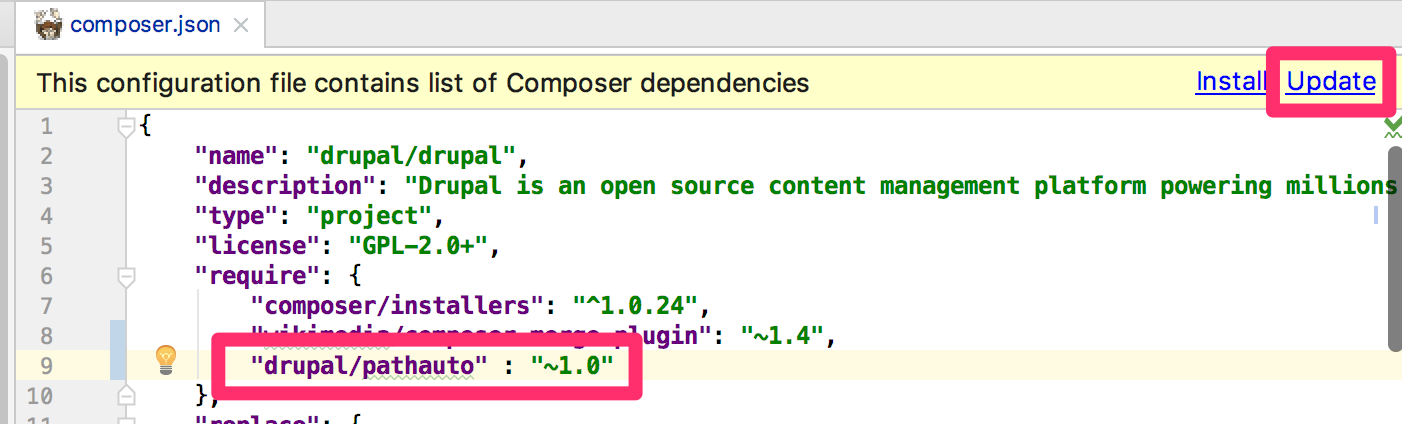 composer.json
This configuration file contains list of Composer dependencies Install Update
1 {
2 "name": "drupal/drupal",
3 "description": "Drupal is an open source content management platform powering millions
4 "type": "project",
5 "license": "GPL-2.0+",
6 "require": {
7 "composer/installers": "^1.0.24",
8 "wikimedia/composer-merge-plugin": "~1.4",
9 "drupal/pathauto" : "~1.0"
10 },
11 "replace": {